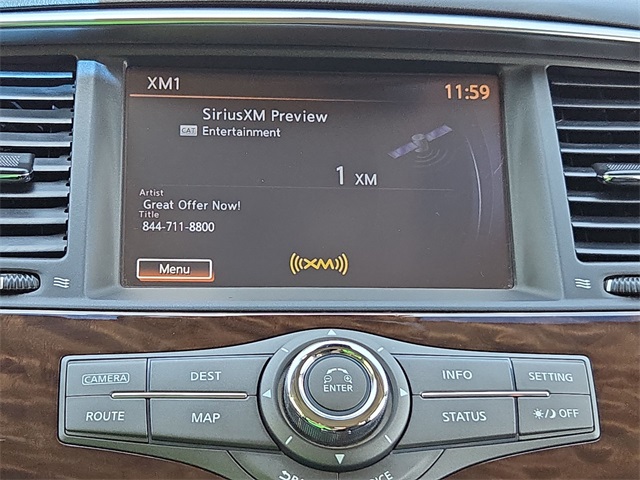 XM1 11:59
SiriusXM Preview
CAT Entertainment
1 XM
Artist
Great Offer Now!
Title
844-711-8800
Menu
XM
CAMERA DEST INFO SETTING
ENTER
ROUTE MAP STATUS OFF